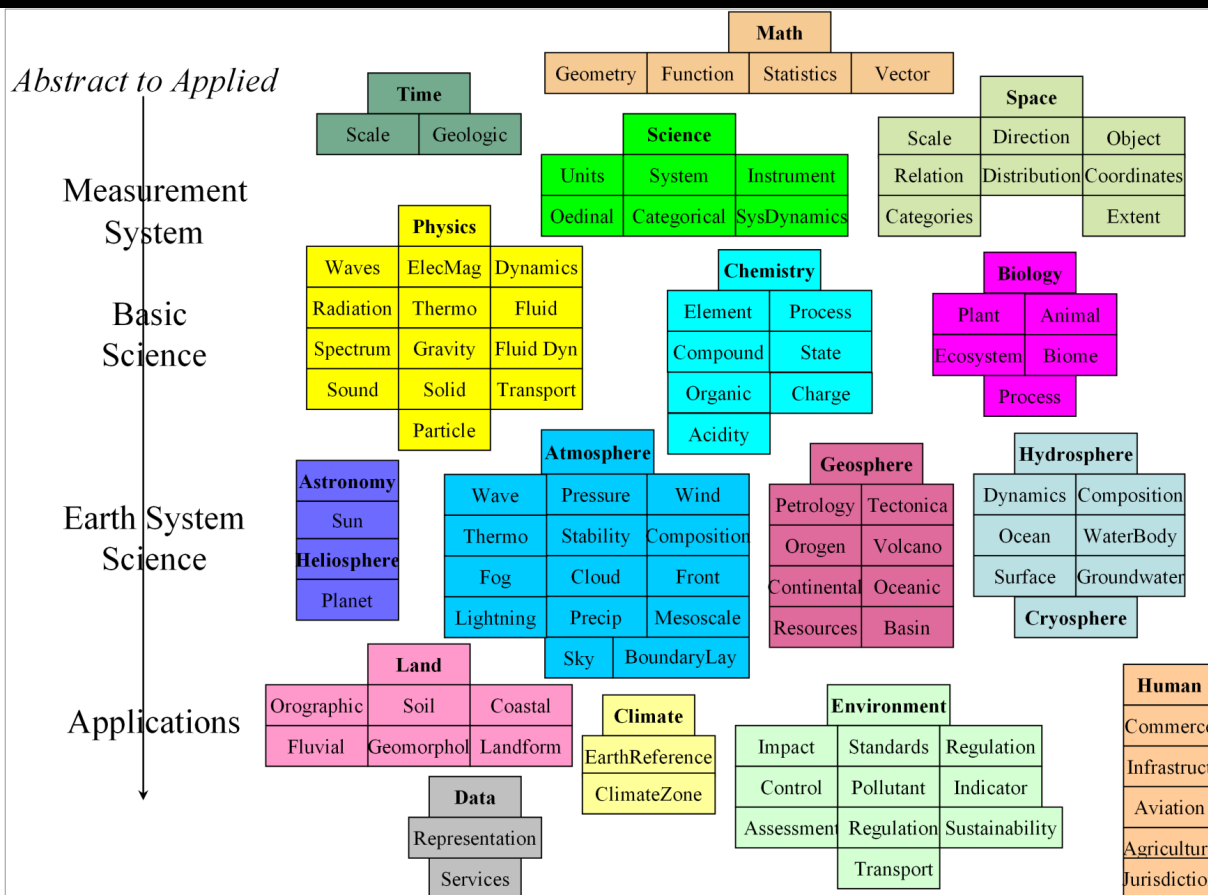 Abstract to Applied
Measurement
System
Basic
Science
Earth System
Science
Applications
Math
Geometry Function Statistics Vector
Time
Scale Geologic
Science
Units System Instrument
Oedinal Categorical SysDynamics
Space
Scale Direction Object
Relation Distribution Coordinates
Categories Extent
Physics
Waves ElecMag Dynamics
Radiation Thermo Fluid
Spectrum Gravity Fluid Dyn
Sound Solid Transport
Particle
Chemistry
Element Process
Compound State
Organic Charge
Acidity
Biology
Plant Animal
Ecosystem Biome
Process
Astronomy
Sun
Heliosphere
Planet
Atmosphere
Wave Pressure Wind
Thermo Stability Composition
Fog Cloud Front
Lightning Precip Mesoscale
Sky BoundaryLay
Geosphere
Petrology Tectonica
Orogen Volcano
Continental Oceanic
Resources Basin
Hydrosphere
Dynamics Composition
Ocean WaterBody
Surface Groundwater
Cryosphere
Land
Orographic Soil Coastal
Fluvial Geomorphol Landform
Climate
EarthReference
ClimateZone
Environment
Impact Standards Regulation
Control Pollutant Indicator
Assessment Regulation Sustainability
Transport
Human
Commerc
Infrastruct
Aviation
Agricultur
Jurisdictio
Data
Representation
Services